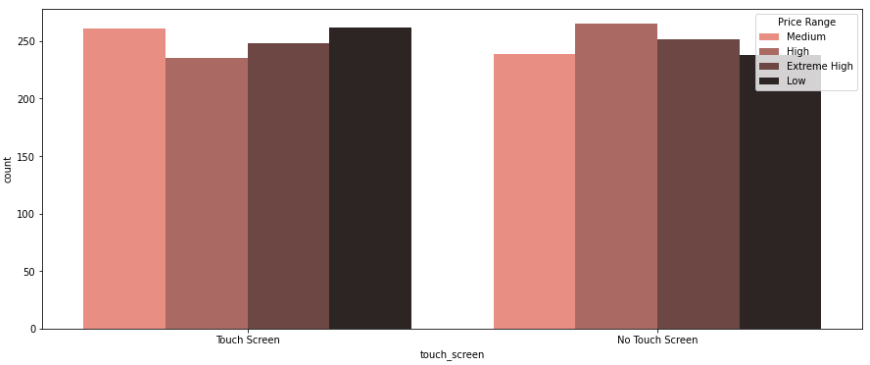 Price Range
Medium
High
Extreme High
Low
250
200
150
100
50
0
count
Touch Screen
No Touch Screen
touch_screen